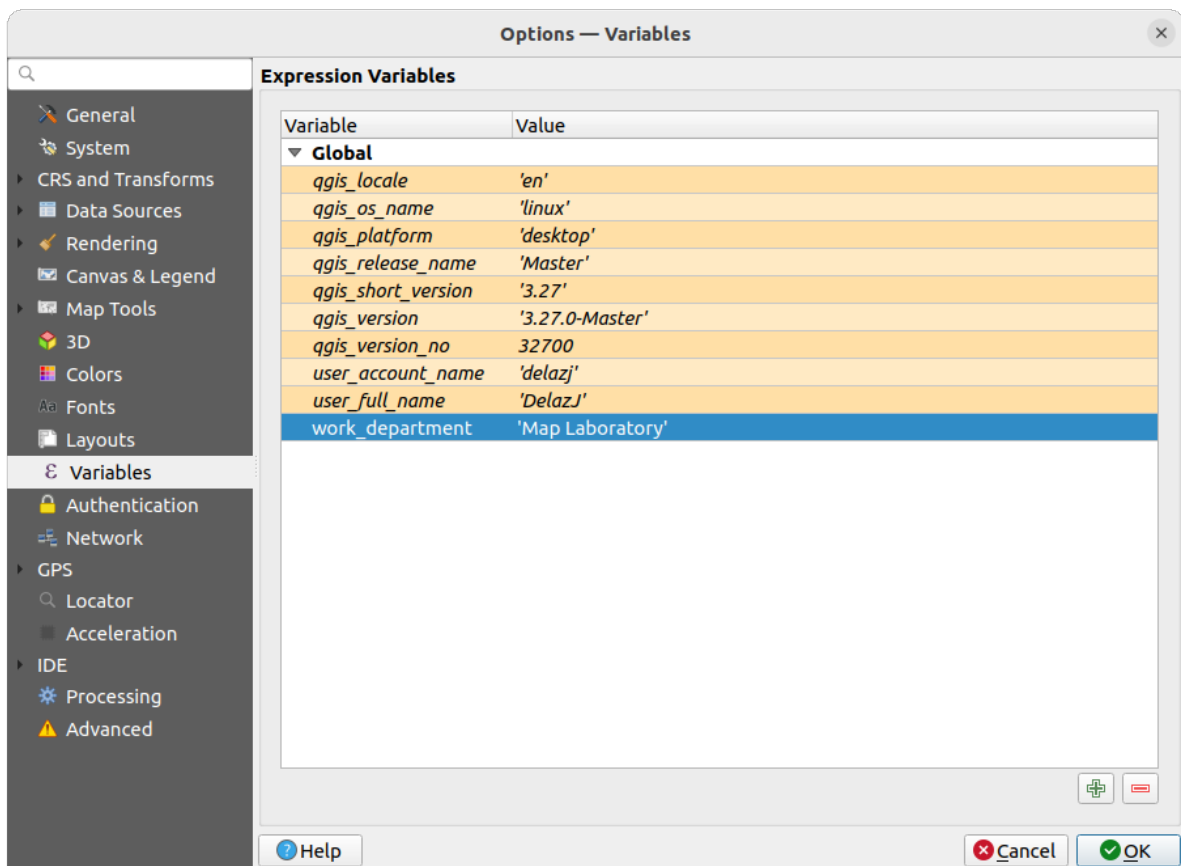 Options — Variables
Expression Variables
General
System
CRS and Transforms
Data Sources
Rendering
Canvas & Legend
Map Tools
3D
Colors
Aa Fonts
Layouts
ε Variables
Authentication
Network
GPS
Locator
Acceleration
IDE
Processing
Advanced
Variable Value
Global
qgis_locale 'en'
qgis_os_name 'linux'
qgis_platform 'desktop'
qgis_release_name 'Master'
qgis_short_version '3.27'
qgis_version '3.27.0-Master'
qgis_version_no 32700
user_account_name 'delazj'
user_full_name 'DelazJ'
work_department 'Map Laboratory'
Help Cancel OK